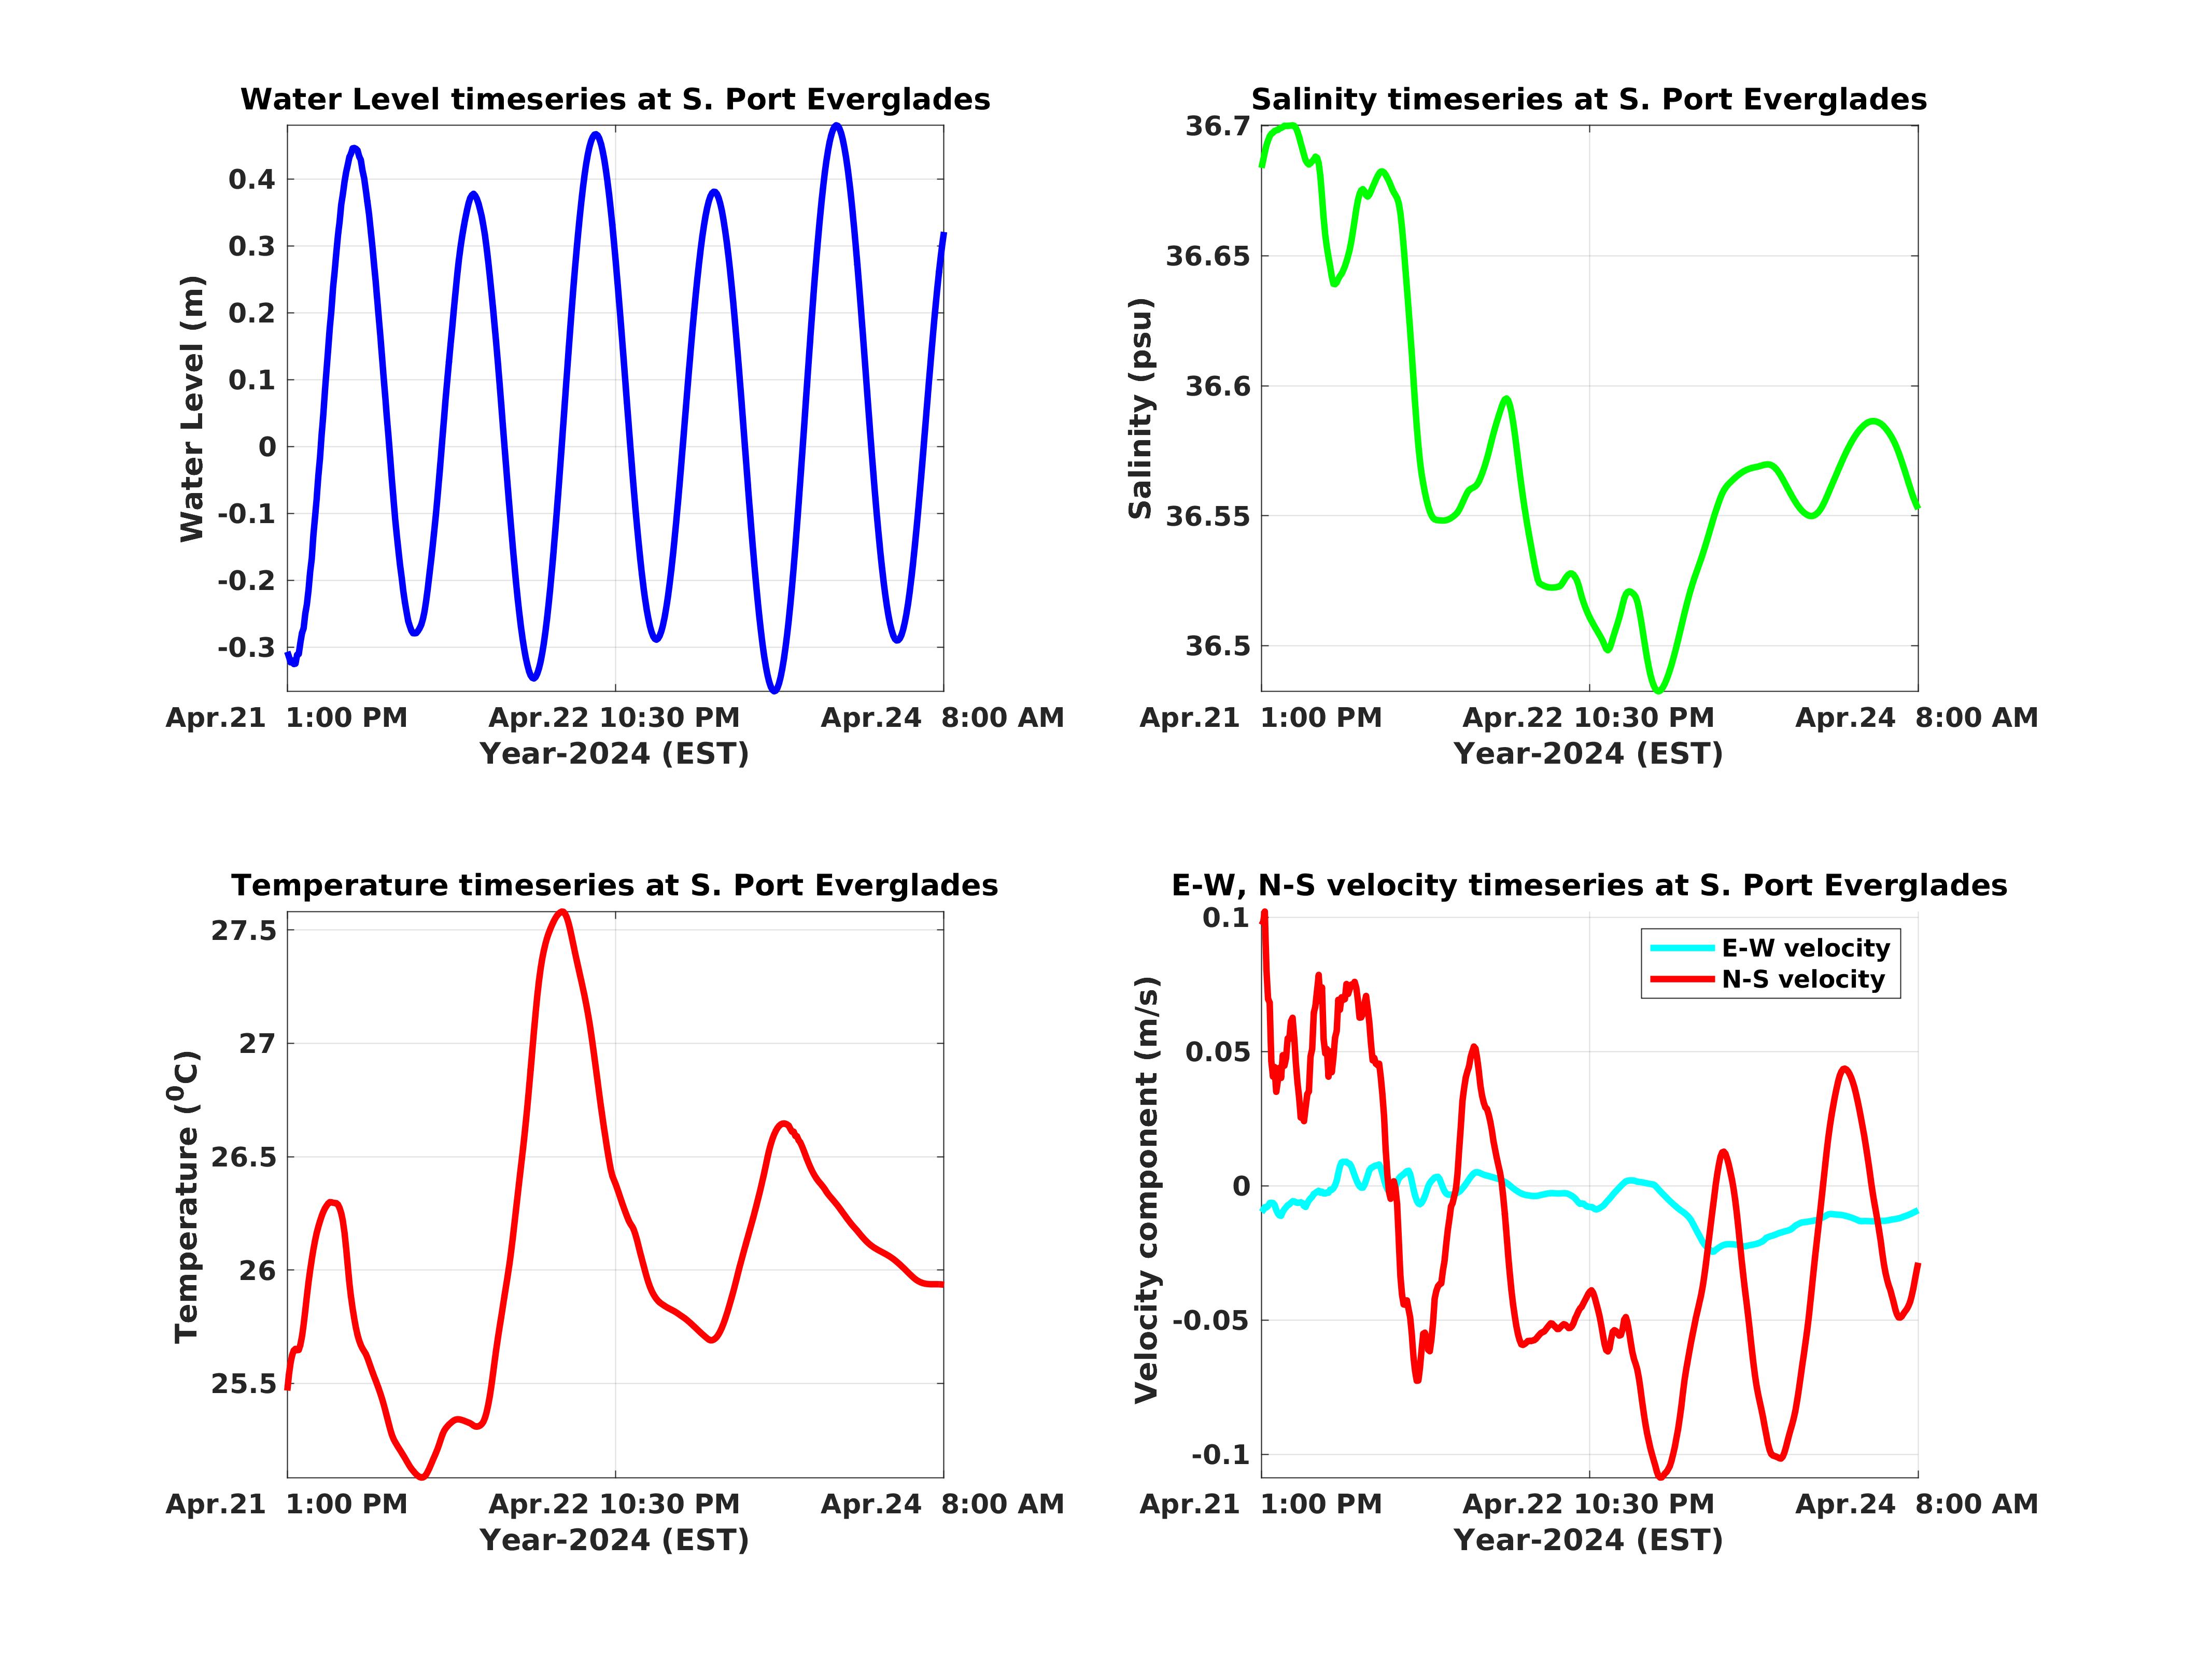 Water Level timeseries at S. Port Everglades
Water Level (m)
0.4
0.3
0.2
0.1
0
-0.1
-0.2
-0.3
Apr.21 1:00 PM
Apr.22 10:30 PM
Apr.24 8:00 AM
Year-2024 (EST)
Salinity timeseries at S. Port Everglades
Salinity (psu)
36.7
36.65
36.6
36.55
36.5
Apr.21 1:00 PM
Apr.22 10:30 PM
Apr.24 8:00 AM
Year-2024 (EST)
Temperature timeseries at S. Port Everglades
Temperature (⁰C)
27.5
27
26.5
26
25.5
Apr.21 1:00 PM
Apr.22 10:30 PM
Apr.24 8:00 AM
Year-2024 (EST)
E-W, N-S velocity timeseries at S. Port Everglades
Velocity component (m/s)
0.1
0.05
0
-0.05
-0.1
E-W velocity
N-S velocity
Apr.21 1:00 PM
Apr.22 10:30 PM
Apr.24 8:00 AM
Year-2024 (EST)